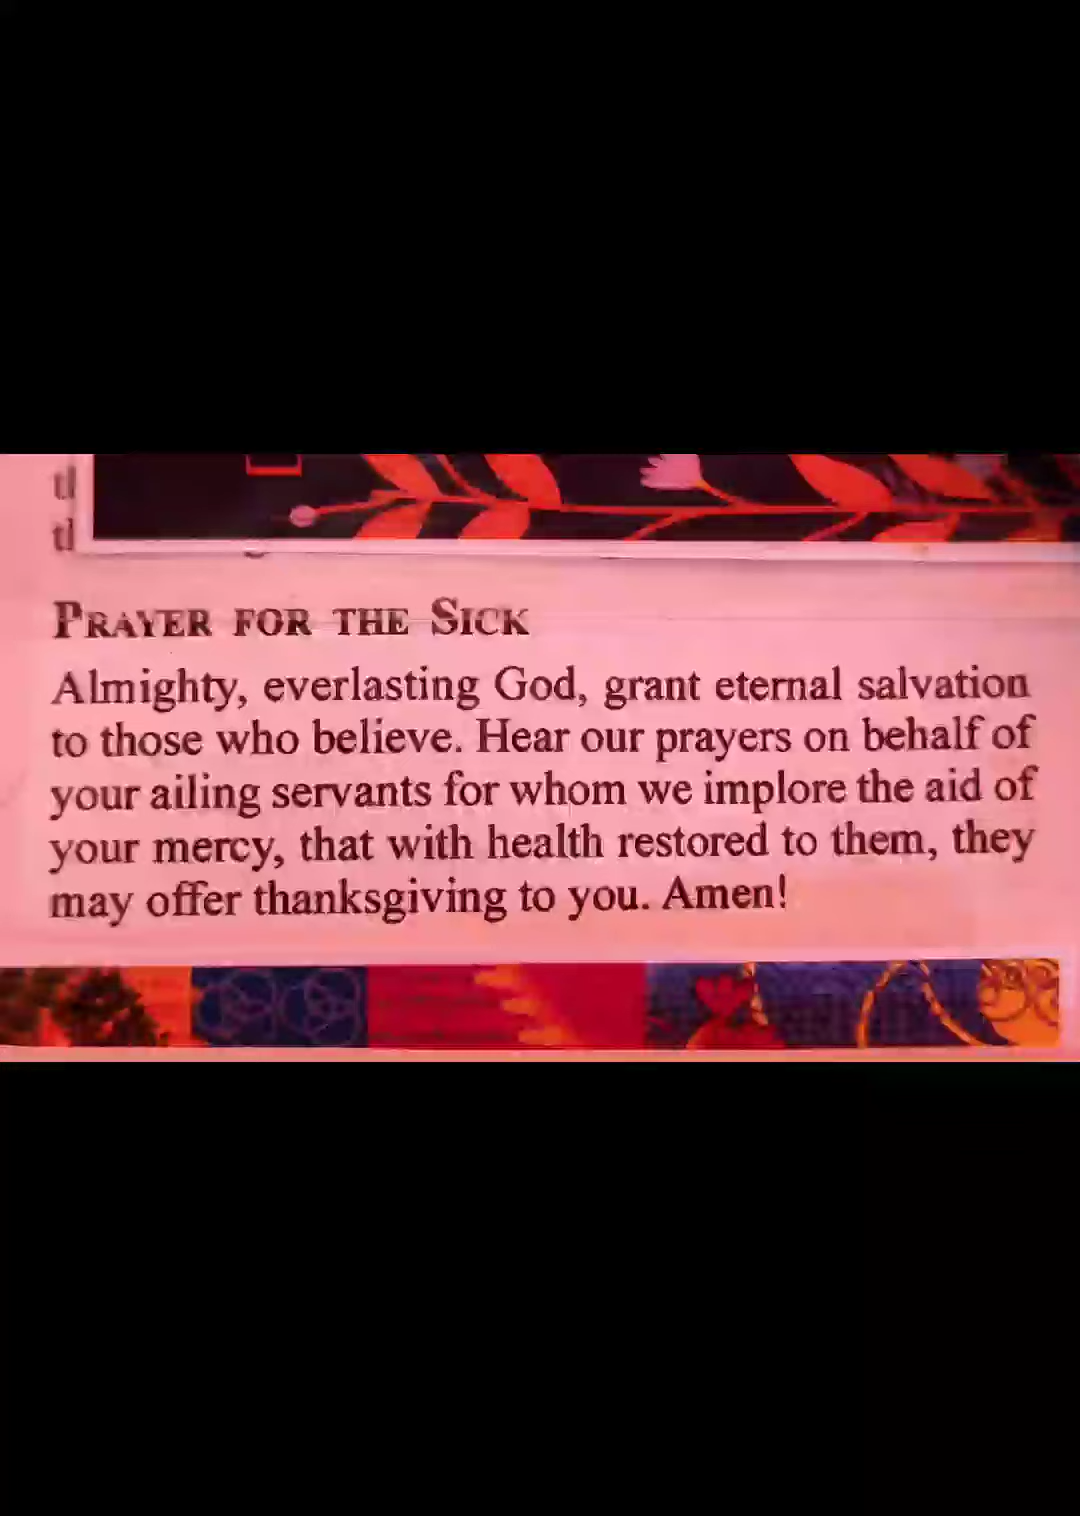 tl
tl
PRAYER FOR THE SICK
Almighty, everlasting God, grant eternal salvation
to those who believe. Hear our prayers on behalf of
your ailing servants for whom we implore the aid of
your mercy, that with health restored to them, they
may offer thanksgiving to you. Amen!